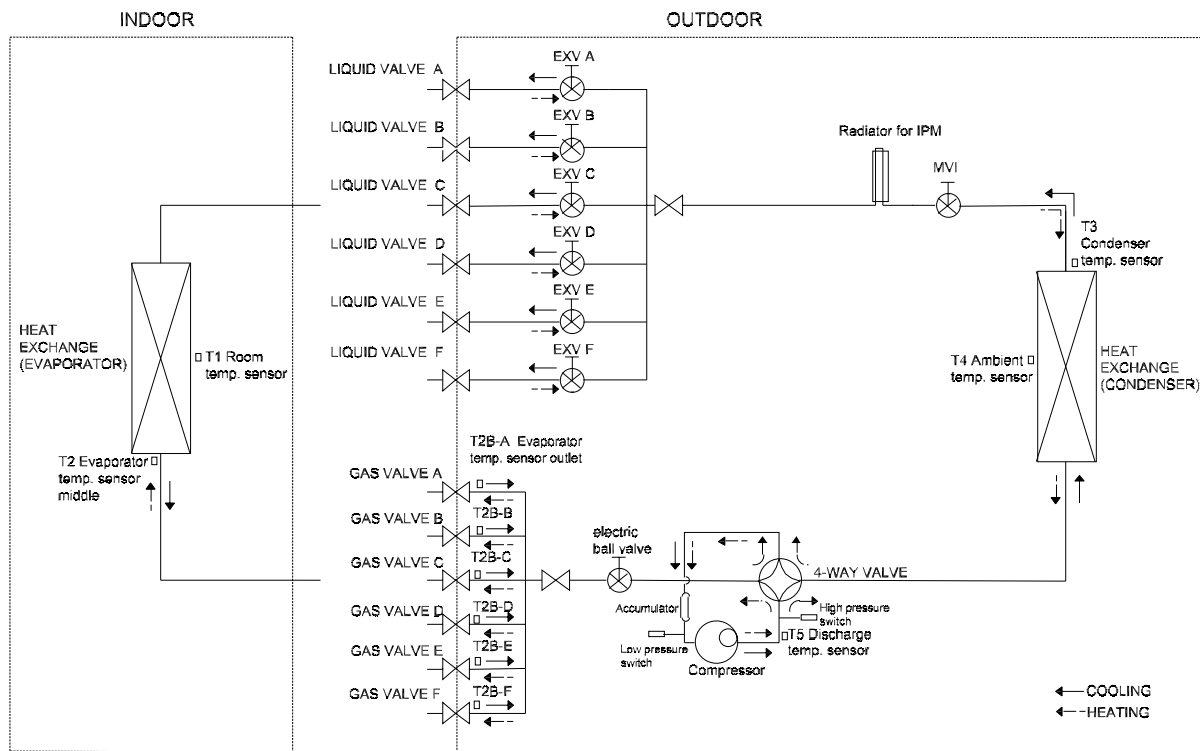 INDOOR
OUTDOOR
LIQUID VALVE A
EXV A
LIQUID VALVE
B
EXV B
LIQUID VALVE C
EXV C
LIQUID VALVE D
EXV D
LIQUID VALVE E
EXV E
LIQUID VALVE F
EXV F
Radiator for IPM
MVI
T3
Condenser
temp. sensor
HEAT
EXCHANGE
(EVAPORATOR)
T1 Room
temp. sensor
T4 Ambient
temp. sensor
HEAT
EXCHANGE
(CONDENSER)
T2 Evaporator
temp. sensor
middle
T2B-A Evaporator
temp. sensor outlet
GAS VALVE A
GAS VALVE
B
T2B-B
GAS VALVE
C
T2B-C
GAS VALVE D
T2B-D
GAS VALVE E
T2B-E
GAS VALVE F
T2B-F
electric
ball valve
4-WAY VALVE
Accumulator
High pressure
switch
Low pressure
switch
T5 Discharge
temp. sensor
Compressor
COOLING
HEATING